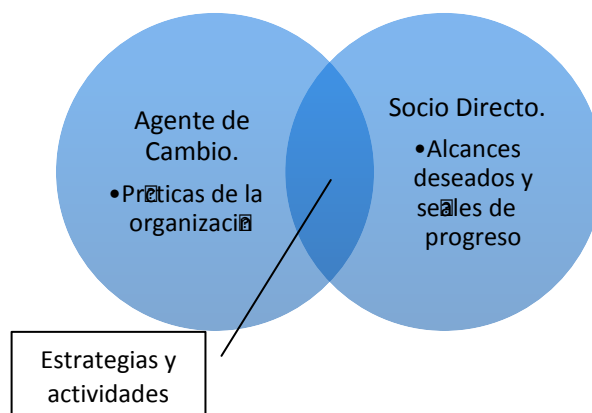 Agente de
Cambio.
• de la
Socio Directo.
•Alcances
deseados y
de
progreso
Estrategias y
actividades